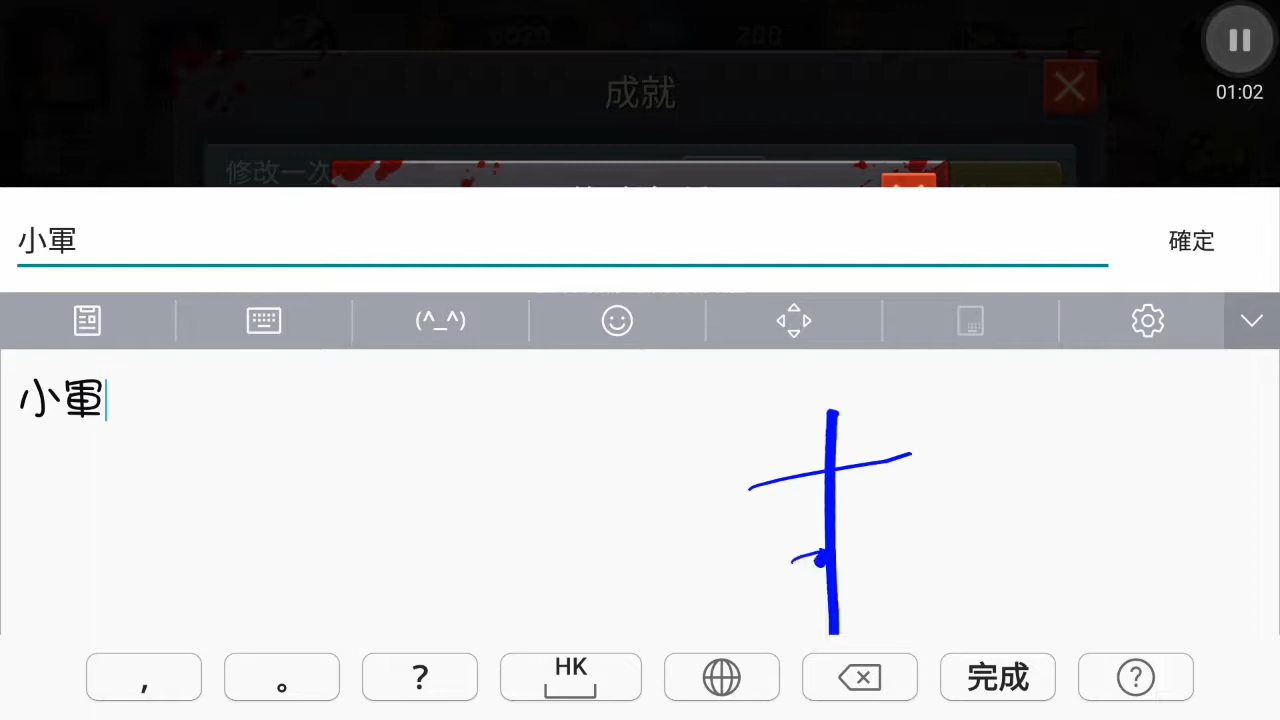 01:02
成就
修改一次
小軍
確定
(^_^)
小軍
, 。 ? HK 完成 ?